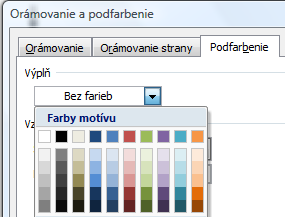 Orámovanie a podfarbenie
Orámovanie Orámovanie strany Podfarbenie
Výplň
Bez farieb
Farby motívu